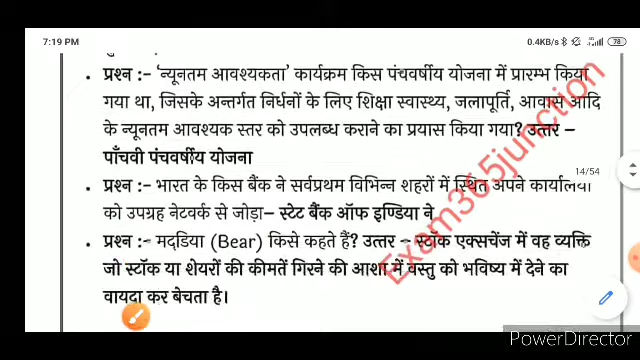 7:19 PM 0.4KB/s 78
• प्रश्न :- ‘न्यूनतम आवश्यकता’ कार्यक्रम किस पंचवर्षीय योजना में प्रारम्भ किया
गया था, जिसके अन्तर्गत निर्धनों के लिए शिक्षा स्वास्थ्य, जलापूर्ति, आवास आदि
के न्यूनतम आवश्यक स्तर को उपलब्ध कराने का प्रयास किया गया? उत्तर –
पाँचवी पंचवर्षीय योजना
14/54
• प्रश्न :- भारत के किस बैंक ने सर्वप्रथम विभिन्न शहरों में स्थित अपने कार्यालयों
को उपग्रह नेटवर्क से जोड़ा– स्टेट बैंक ऑफ इण्डिया ने
• प्रश्न :- मदड़िया (Bear) किसे कहते हैं? उत्तर – स्टॉक एक्सचेंज में वह व्यक्ति
जो स्टॉक या शेयरों की कीमतें गिरने की आशा में वस्तु को भविष्य में देने का
वायदा कर बेचता है।
Exam365junction
PowerDirector